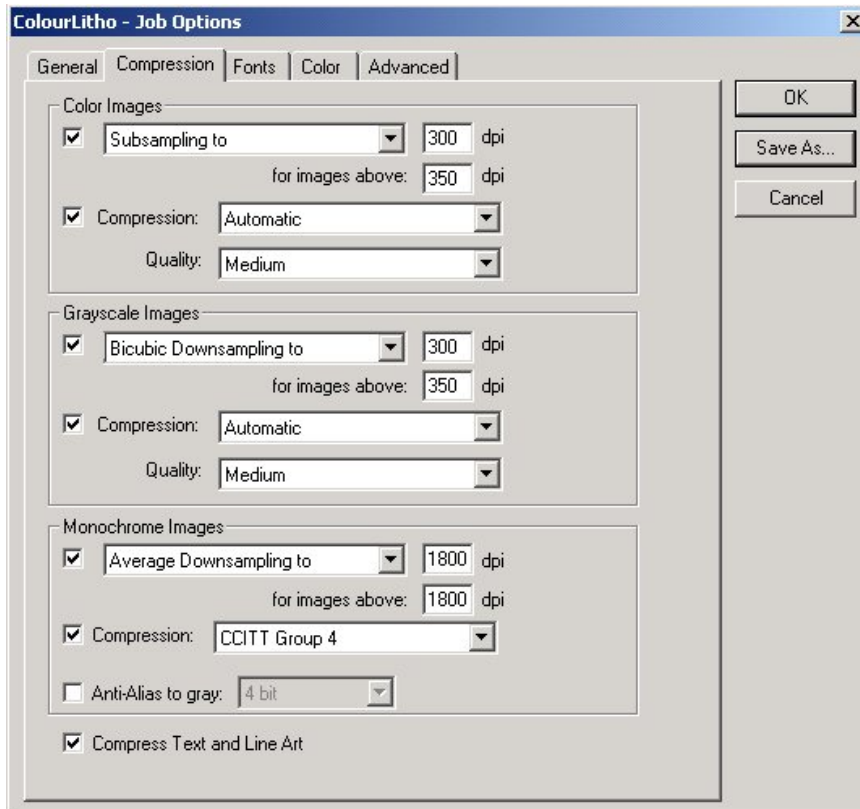 ColourLitho - Job Options
General Compression Fonts Color Advanced
OK
Save As...
Cancel
Color Images
Subsampling to 300 dpi
for images above: 350 dpi
Compression: Automatic
Quality: Medium
Grayscale Images
Bicubic Downsampling to 300 dpi
for images above: 350 dpi
Compression: Automatic
Quality: Medium
Monochrome Images
Average Downsampling to 1800 dpi
for images above: 1800 dpi
Compression: CCITT Group 4
Anti-Alias to gray: 4 bit
Compress Text and Line Art